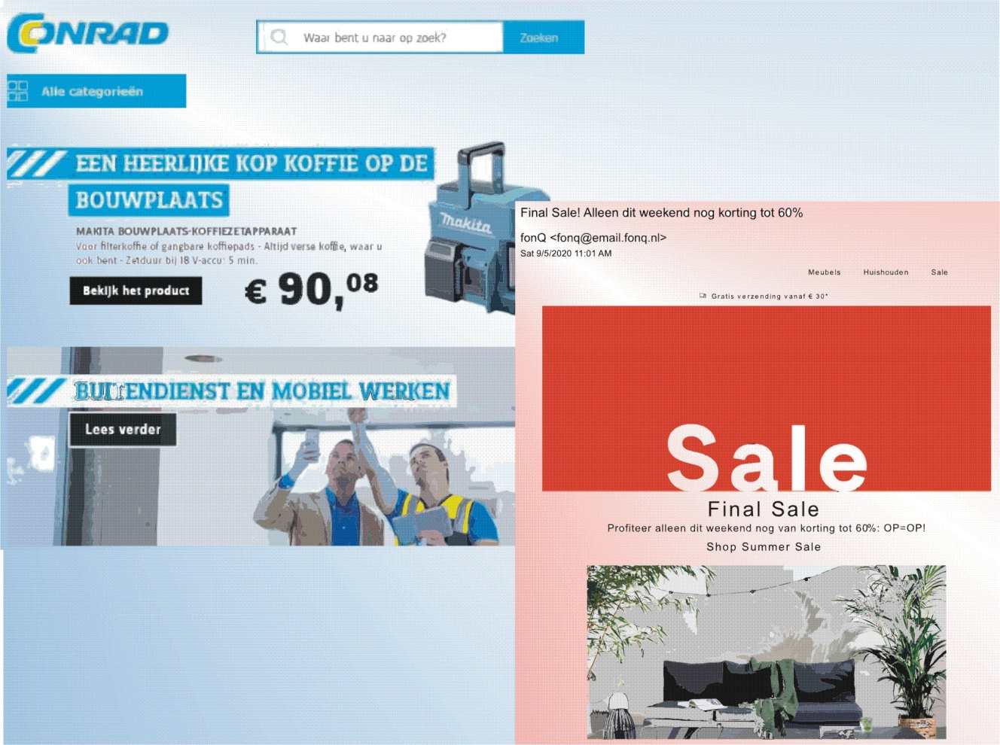 CONRAD
Waar bent u naar op zoek?
Zoeken
Alle categorieën
EEN HEERLIJKE KOP KOFFIE OP DE
BOUWPLAATS
makita
MAKITA BOUWPLAATS-KOFFIEZETAPPARAAT
Voor filterkoffie of gangbare koffiepads - Altijd verse koffie, waar u
ook bent - Zetduur bij 18 V-accu: 5 min.
Bekijk het product
€ 90,08
BUITENDIENST EN MOBIEL WERKEN
Lees verder
Final Sale! Alleen dit weekend nog korting tot 60%
fonQ <fonq@email.fonq.nl>
Sat 9/5/2020 11:01 AM
Meubels Huishouden Sale
Gratis verzending vanaf € 30*
Sale
Final Sale
Profiteer alleen dit weekend nog van korting tot 60%: OP=OP!
Shop Summer Sale